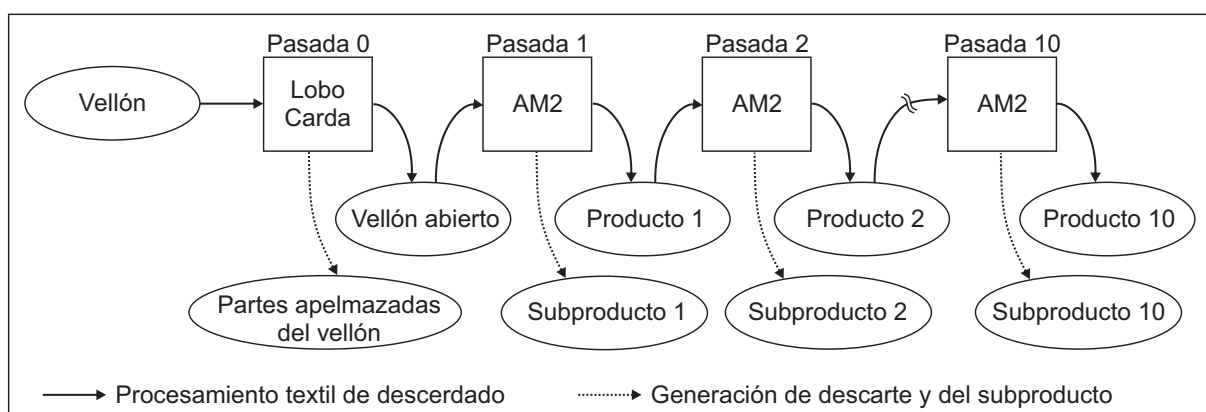 Pasada 0
Pasada 1
Pasada 2
Pasada 10
Vellón
Lobo
Carda
AM2
AM2
AM2
Vellón abierto
Producto 1
Producto 2
Producto 10
Partes apelmazadas
del vellón
Subproducto 1
Subproducto 2
Subproducto 10
Procesamiento textil de descerdado
Generación de descarte y del subproducto